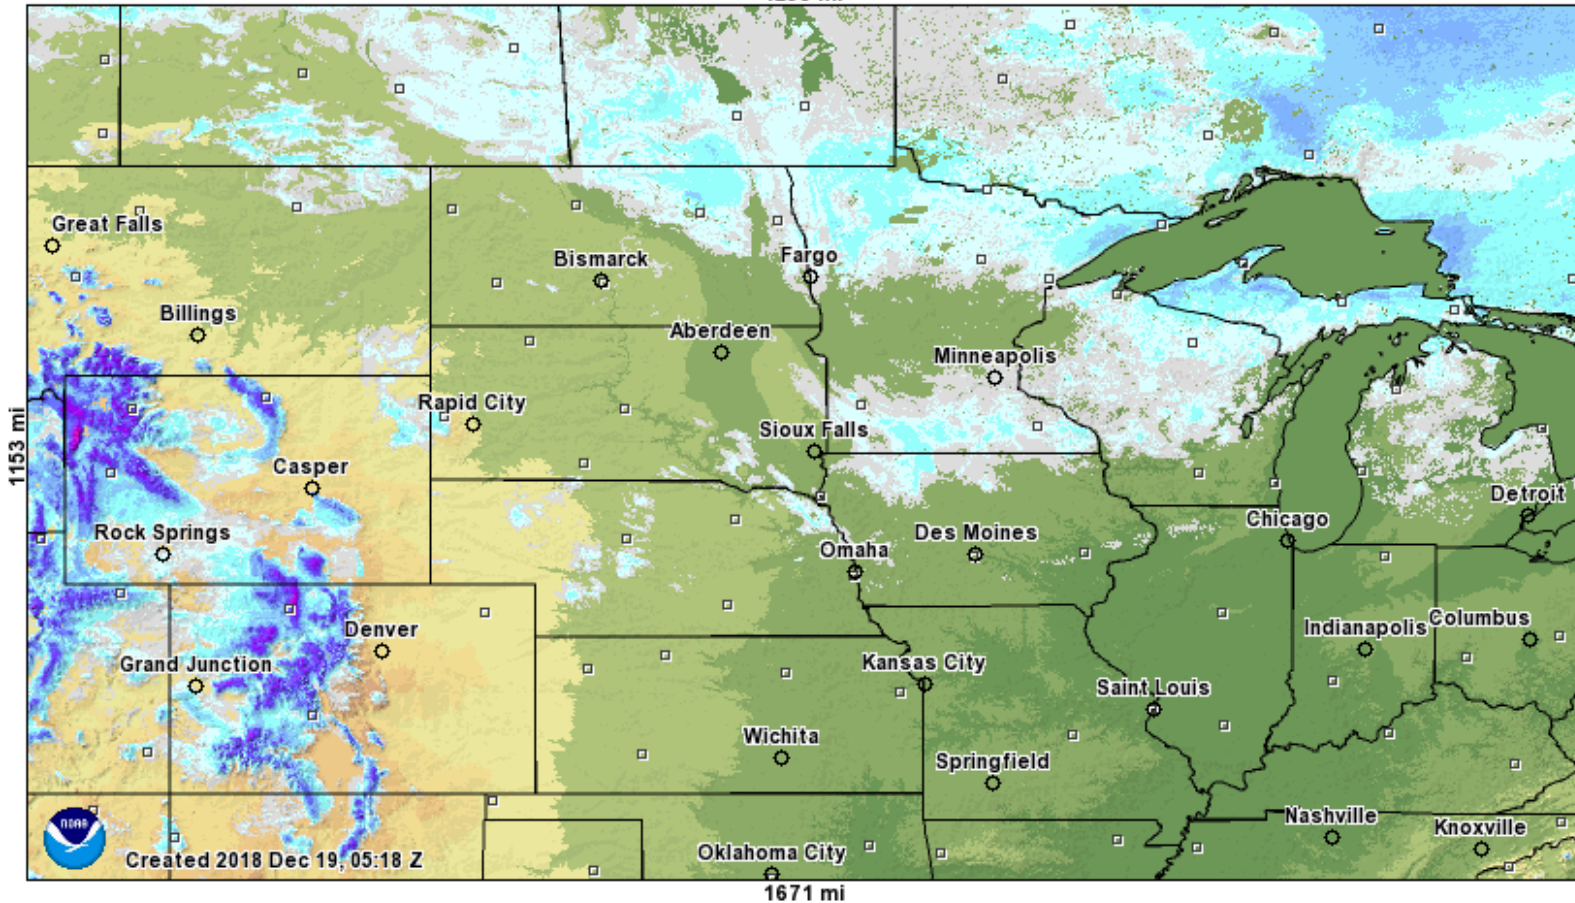 Great Falls
Bismarck
Fargo
Billings
Aberdeen
Minneapolis
Rapid City
Sioux Falls
Casper
1153 mi
Detroit
Rock Springs
Chicago
Omaha
Des Moines
Denver
Indianapolis
Columbus
Grand Junction
Kansas City
Saint Louis
Wichita
Springfield
Nashville
Knoxville
NOAA
Created 2018 Dec 19, 05:18 Z
Oklahoma City
1671 mi